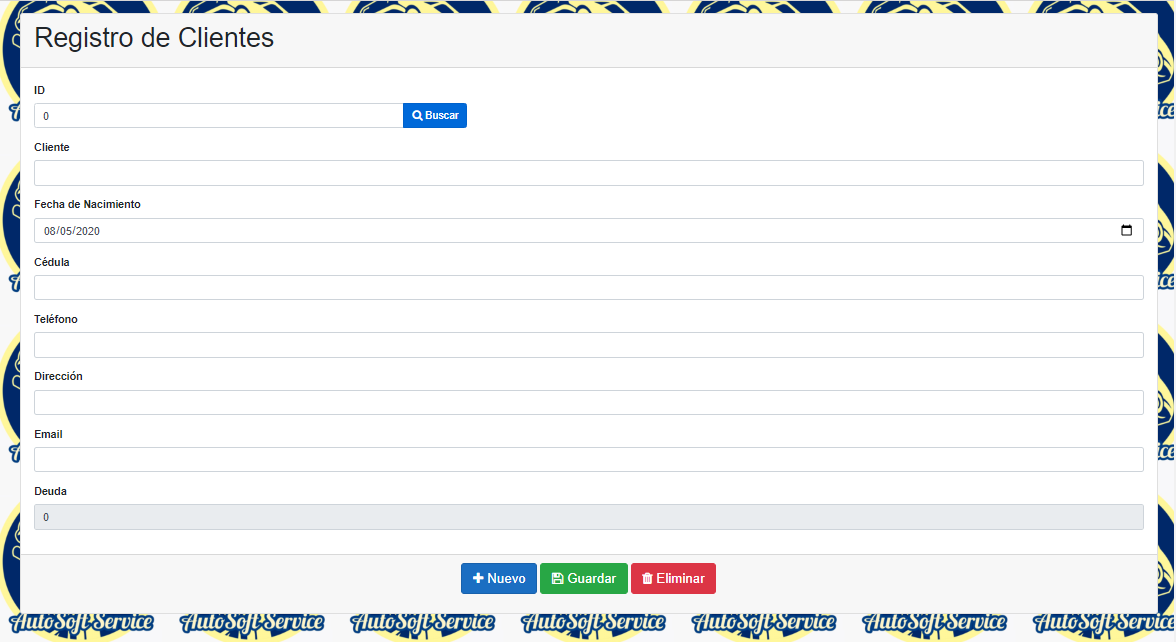 Registro de Clientes
ID
0
Buscar
Cliente
Fecha de Nacimiento
08/05/2020
Cédula
Teléfono
Dirección
Email
Deuda
0
Nuevo Guardar Eliminar
AutoSoft-Service AutoSoft-Service AutoSoft-Service AutoSoft-Service AutoSoft-Service AutoSoft-Service AutoSoft-Service